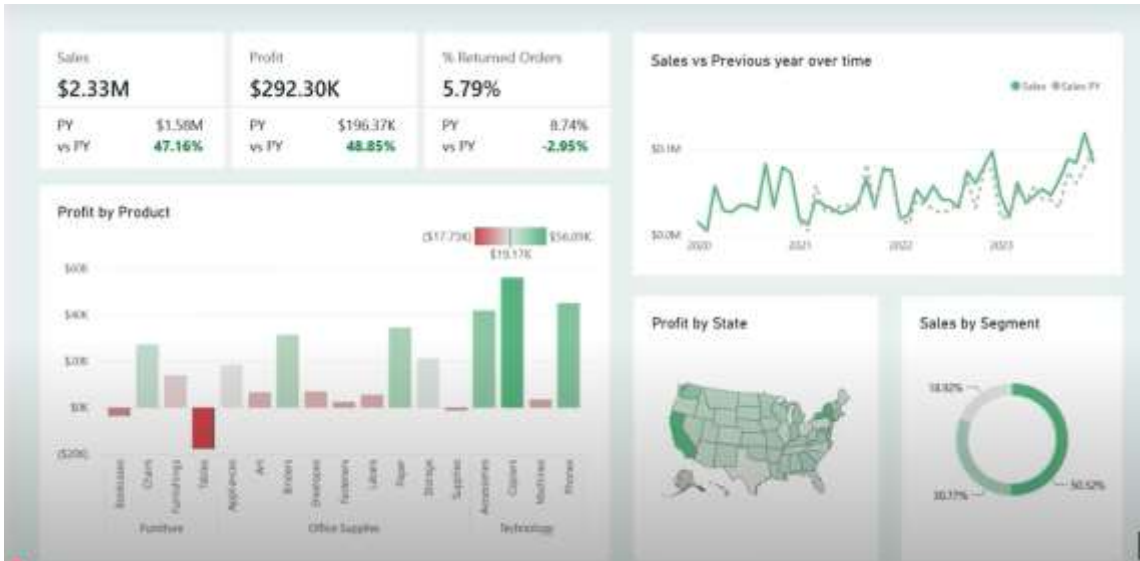 Sales
$2.33M
PY $1.58M
vs PY 47.16%
Profit
$292.30K
PY $196.37K
vs PY 48.85%
% Returned Orders
5.79%
PY 8.74%
vs PY -2.95%
Sales vs Previous year over time
Sales Sales PY
$0.1M
$0.0M
2020 2021 2022 2023
Profit by Product
($17.73K) $56.09K
$19.17K
$60K
$40K
$20K
$0K
($20K)
Bookcases Chairs Furnishings Tables Appliances Art Binders Envelopes Fasteners Labels Paper Storage Supplies Accessories Copiers Machines Phones
Furniture Office Supplies Technology
Profit by State
Sales by Segment
18.92%
30.77%
50.52%